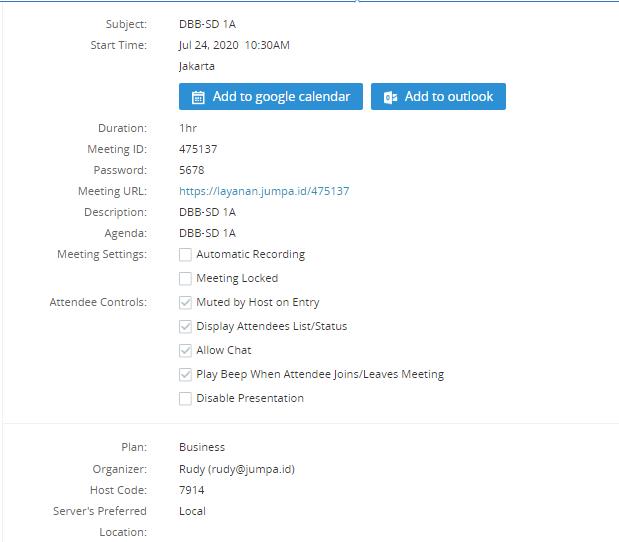 Subject: DBB-SD 1A
Start Time: Jul 24, 2020 10:30AM
Jakarta
Add to google calendar Add to outlook
Duration: 1hr
Meeting ID: 475137
Password: 5678
Meeting URL: https://layanan.jumpa.id/475137
Description: DBB-SD 1A
Agenda: DBB-SD 1A
Meeting Settings: Automatic Recording
Meeting Locked
Attendee Controls: Muted by Host on Entry
Display Attendees List/Status
Allow Chat
Play Beep When Attendee Joins/Leaves Meeting
Disable Presentation
Plan: Business
Organizer: Rudy (rudy@jumpa.id)
Host Code: 7914
Server's Preferred Local
Location: